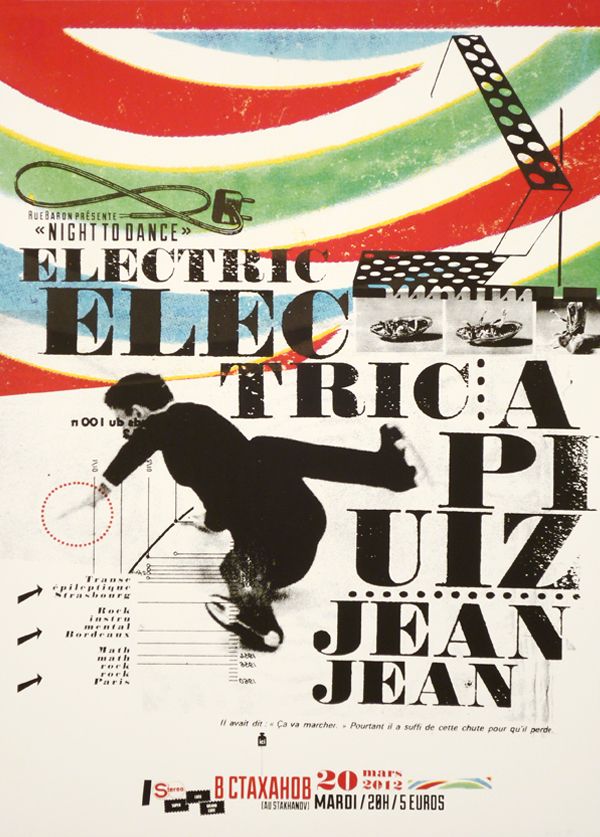 RUEBARON PRÉSENTE
«NIGHT TO DANCE»
ELECTRIC
ELEC
TRIC A
PI
UIZ
JEAN
JEAN
Transe
épileptique
Strasbourg
Rock
instru
mental
Bordeaux
Math
math
rock
rock
Paris
Il avait dit : « Ça va marcher. » Pourtant il a suffi de cette chute pour qu'il perde.
Stereo
В СТАХАНОВ
(AU STAKHANOV)
20 mars
2012
MARDI / 20H / 5 EUROS